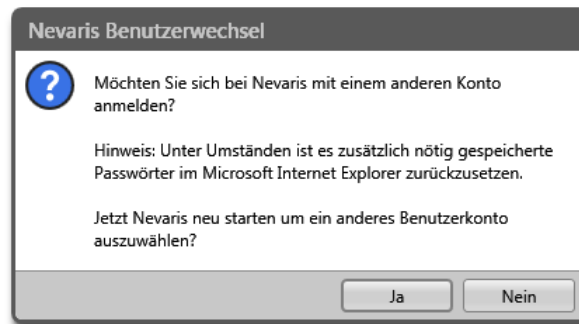 Nevaris Benutzerwechsel
Möchten Sie sich bei Nevaris mit einem anderen Konto
anmelden?
Hinweis: Unter Umständen ist es zusätzlich nötig gespeicherte
Passwörter im Microsoft Internet Explorer zurückzusetzen.
Jetzt Nevaris neu starten um ein anderes Benutzerkonto
auszuwählen?
Ja Nein